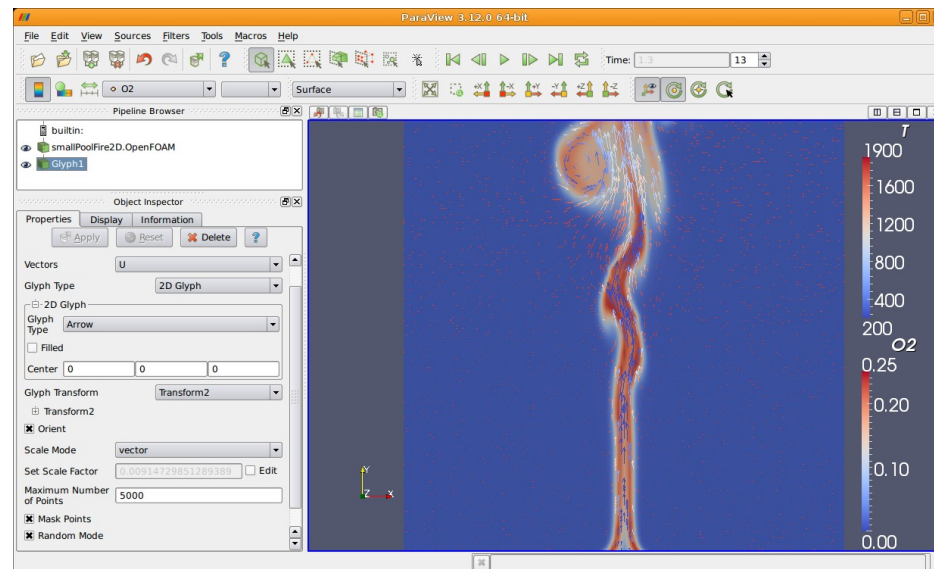 ParaView 3.12.0 64-bit
File Edit View Sources Filters Tools Macros Help
Time: 1.3 13
O2 Surface +X -X +Y -Y +Z -Z
Pipeline Browser
builtin:
smallPoolFire2D.OpenFOAM
Glyph1
Object Inspector
Properties Display Information
Apply Reset Delete ?
Vectors U
Glyph Type 2D Glyph
2D Glyph
Glyph Type Arrow
Filled
Center 0 0 0
Glyph Transform Transform2
Transform2
Orient
Scale Mode vector
Set Scale Factor 0.00914729851289389 Edit
Maximum Number of Points 5000
Mask Points
Random Mode
T
1900
1600
1200
800
400
200
O2
0.25
0.20
0.10
0.00
Y
Z X